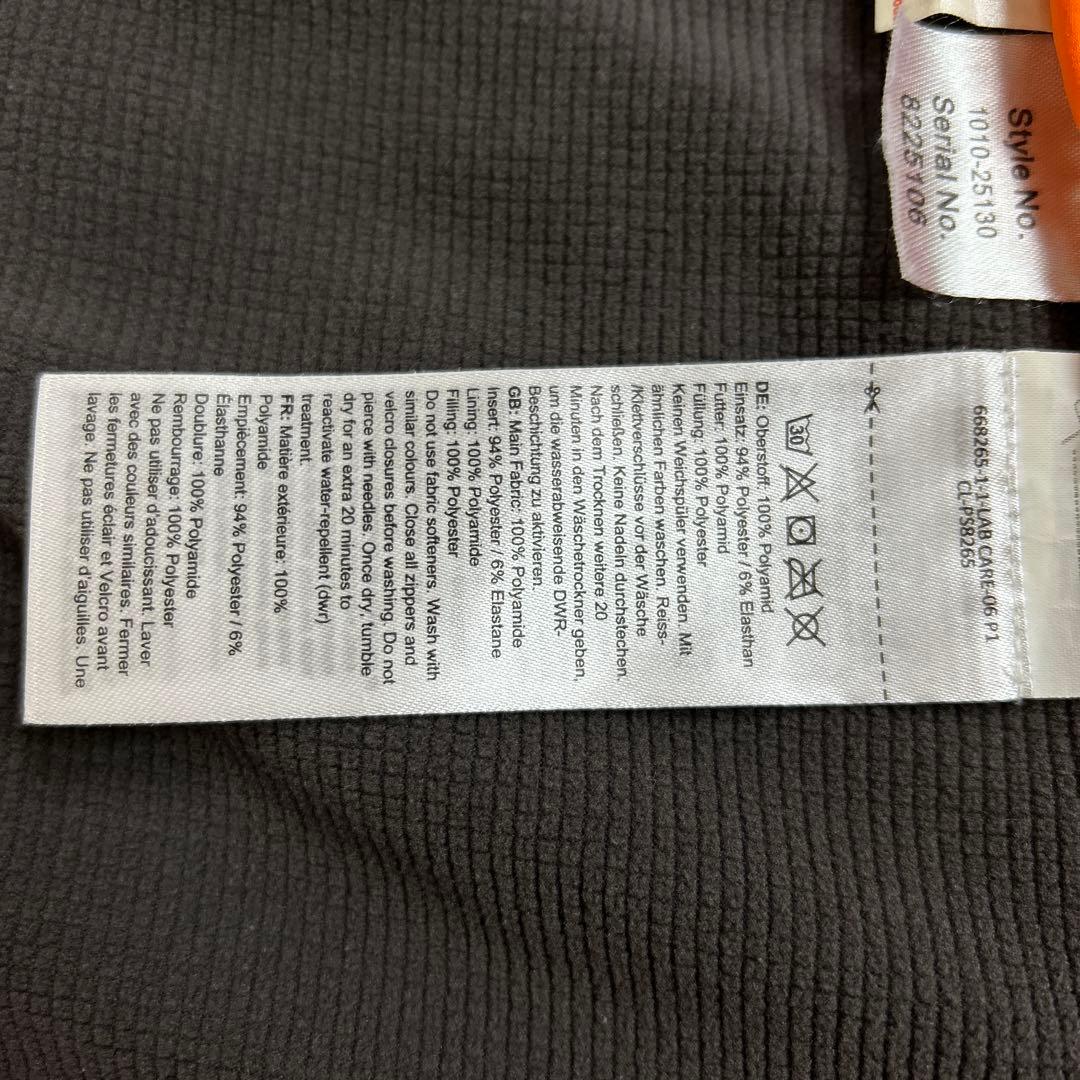 Style No.
1010-25130
Serial No.
8225106
668265-1-1-LAB CARE-06 P1
CL-PS8265
30
DE: Oberstoff: 100% Polyamid
Einsatz: 94% Polyester / 6% Elasthan
Futter: 100% Polyamid
Füllung: 100% Polyester
Keinen Weichspüler verwenden. Mit
ähnlichen Farben waschen. Reiss-
/Klettverschlüsse vor der Wäsche
schließen. Keine Nadeln durchstechen.
Nach dem Trocknen weitere 20
Minuten in den Wäschetrockner geben,
um die wasserabweisende DWR-
Beschichtung zu aktivieren.
GB: Main Fabric: 100% Polyamide
Insert: 94% Polyester / 6% Elastane
Lining: 100% Polyamide
Filling: 100% Polyester
Do not use fabric softeners. Wash with
similar colours. Close all zippers and
velcro closures before washing. Do not
pierce with needles. Once dry, tumble
dry for an extra 20 minutes to
reactivate water-repellent (dwr)
treatment.
FR: Matière extérieure: 100%
Polyamide
Empiècement: 94% Polyester / 6%
Élasthanne
Doublure: 100% Polyamide
Rembourrage: 100% Polyester
Ne pas utiliser d'adoucissant. Laver
avec des couleurs similaires. Fermer
les fermetures éclair et Velcro avant
lavage. Ne pas utiliser d'aiguilles. Une